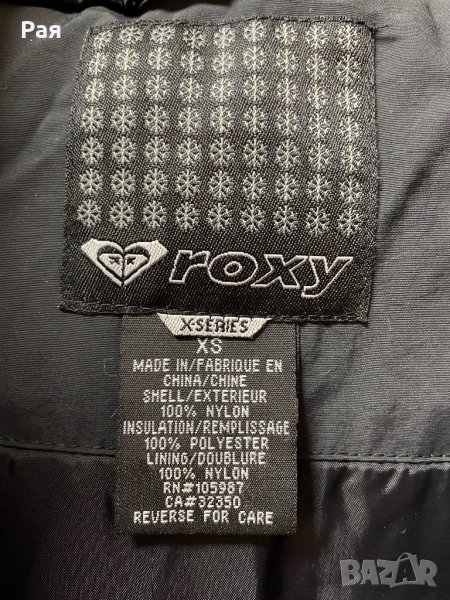 Рая
roxy
X-SERIES
XS
MADE IN/FABRIQUE EN
CHINA/CHINE
SHELL/EXTERIEUR
100% NYLON
INSULATION/REMPLISSAGE
100% POLYESTER
LINING/DOUBLURE
100% NYLON
RN#105987
CA#32350
REVERSE FOR CARE
BAZAR